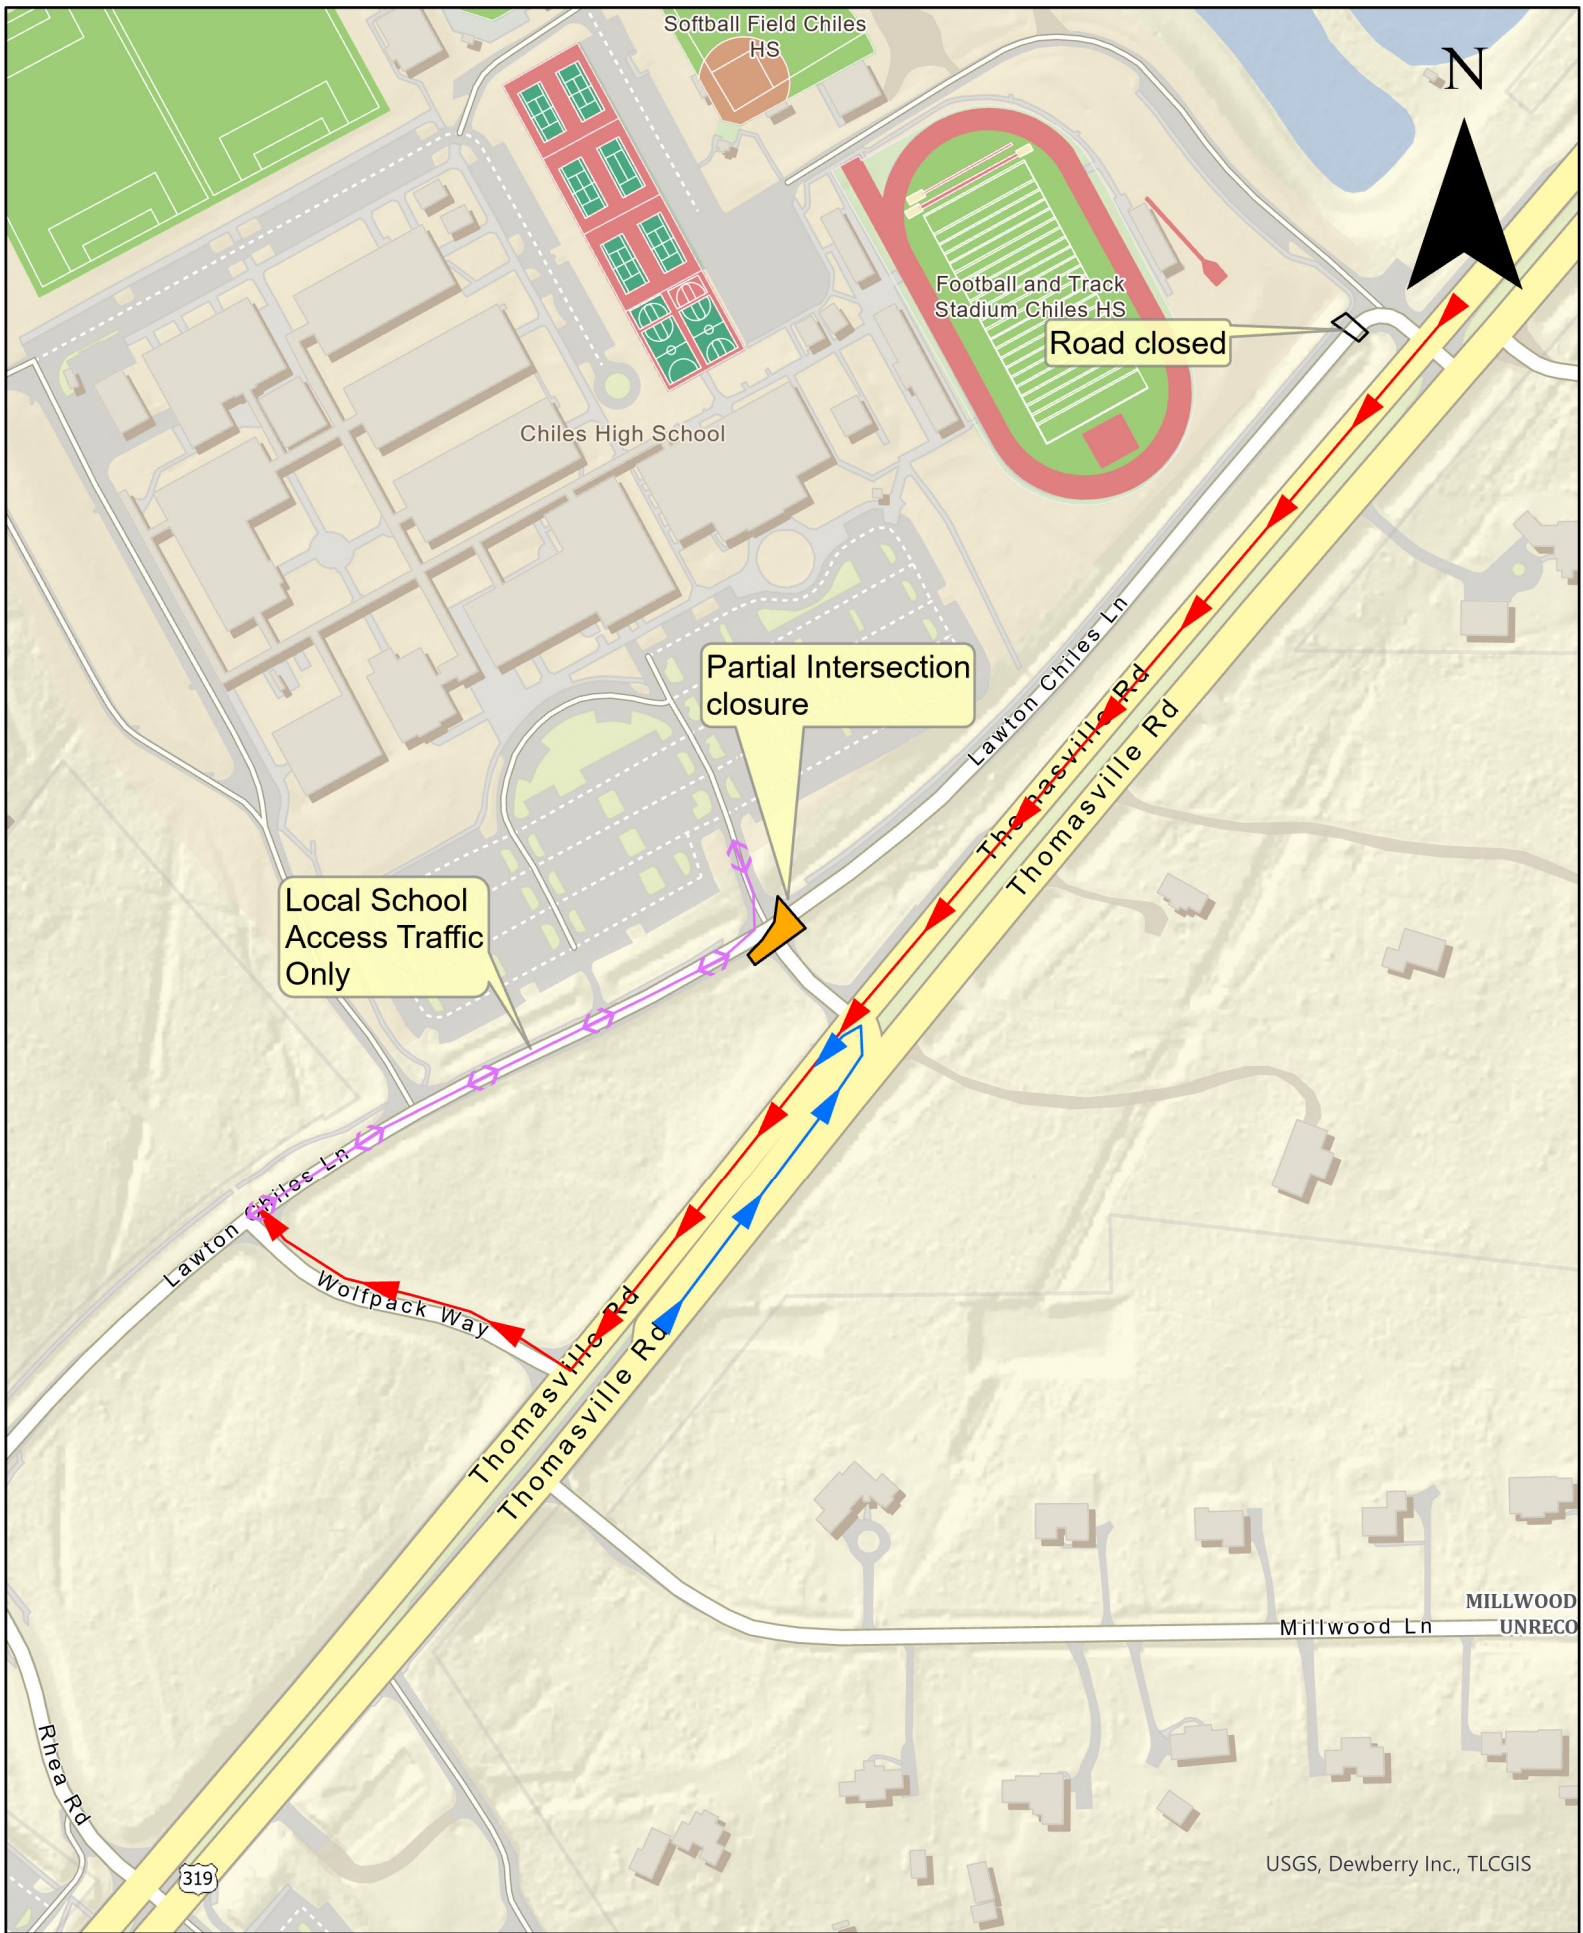 Softball Field Chiles
HS
N
Football and Track
Stadium Chiles HS
Road closed
Chiles High School
Lawton Chiles Ln
Partial Intersection
closure
Thomasville Rd
Thomasville Rd
Local School
Access Traffic
Only
Lawton Chiles Ln
Wolfpack Way
Thomasville Rd
Thomasville Rd
MILLWOOD
UNRECO
Millwood Ln
Rhea Rd
319
USGS, Dewberry Inc., TLCGIS